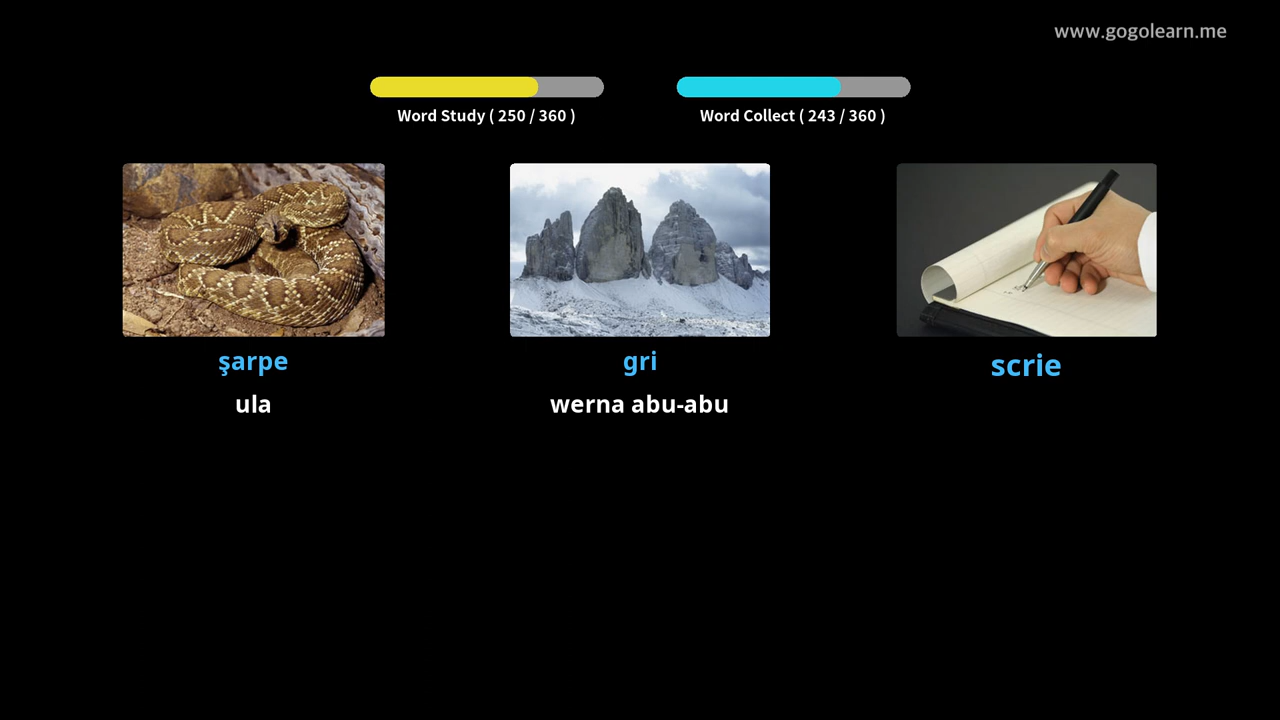 www.gogolearn.me
Word Study ( 250 / 360 )
Word Collect ( 243 / 360 )
şarpe
gri
scrie
ula
werna abu-abu